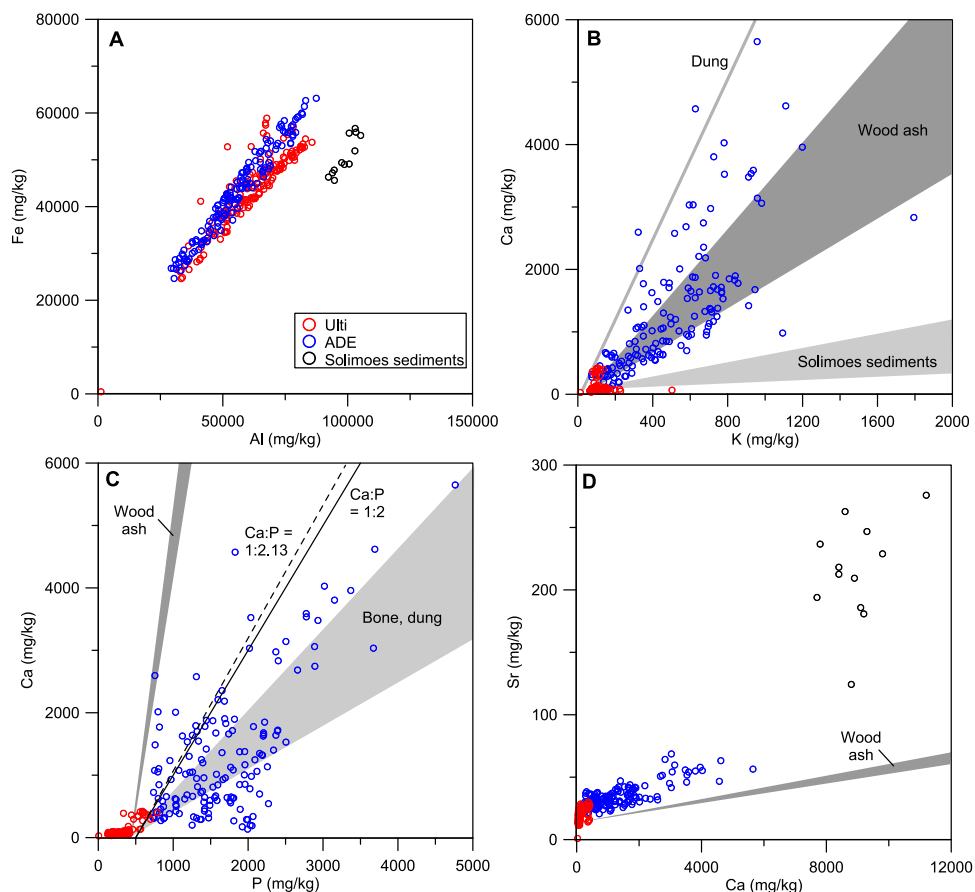 A
80000
60000
40000
20000
0
Fe (mg/kg)
0
50000
100000
150000
Al (mg/kg)
Ulti
ADE
Solimoes sediments
B
6000
4000
2000
0
Ca (mg/kg)
0
400
800
1200
1600
2000
K (mg/kg)
Dung
Wood ash
Solimoes sediments
C
6000
4000
2000
0
Ca (mg/kg)
0
1000
2000
3000
4000
5000
P (mg/kg)
Wood
ash
Ca:P =
1:2.13
Ca:P
= 1:2
Bone, dung
D
300
200
100
0
Sr (mg/kg)
0
4000
8000
12000
Ca (mg/kg)
Wood
ash